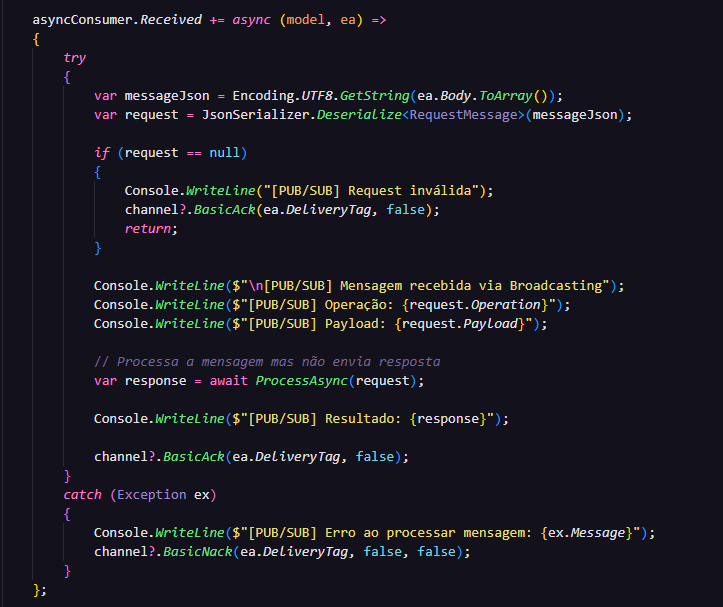 asyncConsumer.Received += async (model, ea) =>
{
    try
    {
        var messageJson = Encoding.UTF8.GetString(ea.Body.ToArray());
        var request = JsonSerializer.Deserialize<RequestMessage>(messageJson);

        if (request == null)
        {
            Console.WriteLine("[PUB/SUB] Request inválida");
            channel?.BasicAck(ea.DeliveryTag, false);
            return;
        }

        Console.WriteLine($"\n[PUB/SUB] Mensagem recebida via Broadcasting");
        Console.WriteLine($"[PUB/SUB] Operação: {request.Operation}");
        Console.WriteLine($"[PUB/SUB] Payload: {request.Payload}");

        // Processa a mensagem mas não envia resposta
        var response = await ProcessAsync(request);

        Console.WriteLine($"[PUB/SUB] Resultado: {response}");

        channel?.BasicAck(ea.DeliveryTag, false);
    }
    catch (Exception ex)
    {
        Console.WriteLine($"[PUB/SUB] Erro ao processar mensagem: {ex.Message}");
        channel?.BasicNack(ea.DeliveryTag, false, false);
    }
};